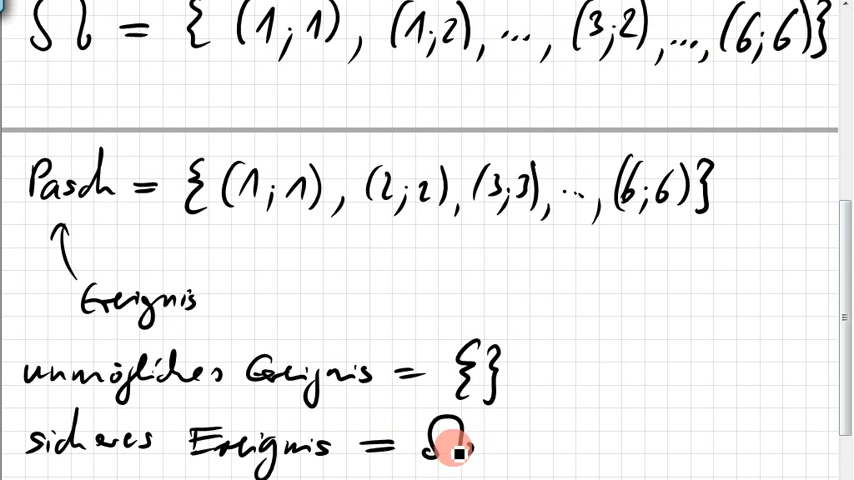 Ω = { (1;1), (1;2), ..., (3;2), ..., (6;6)}
Pasch = {(1;1), (2;2), (3;3), ..., (6;6)}
Ereignis
unmögliches Ereignis = {}
sicheres Ereignis = Ω